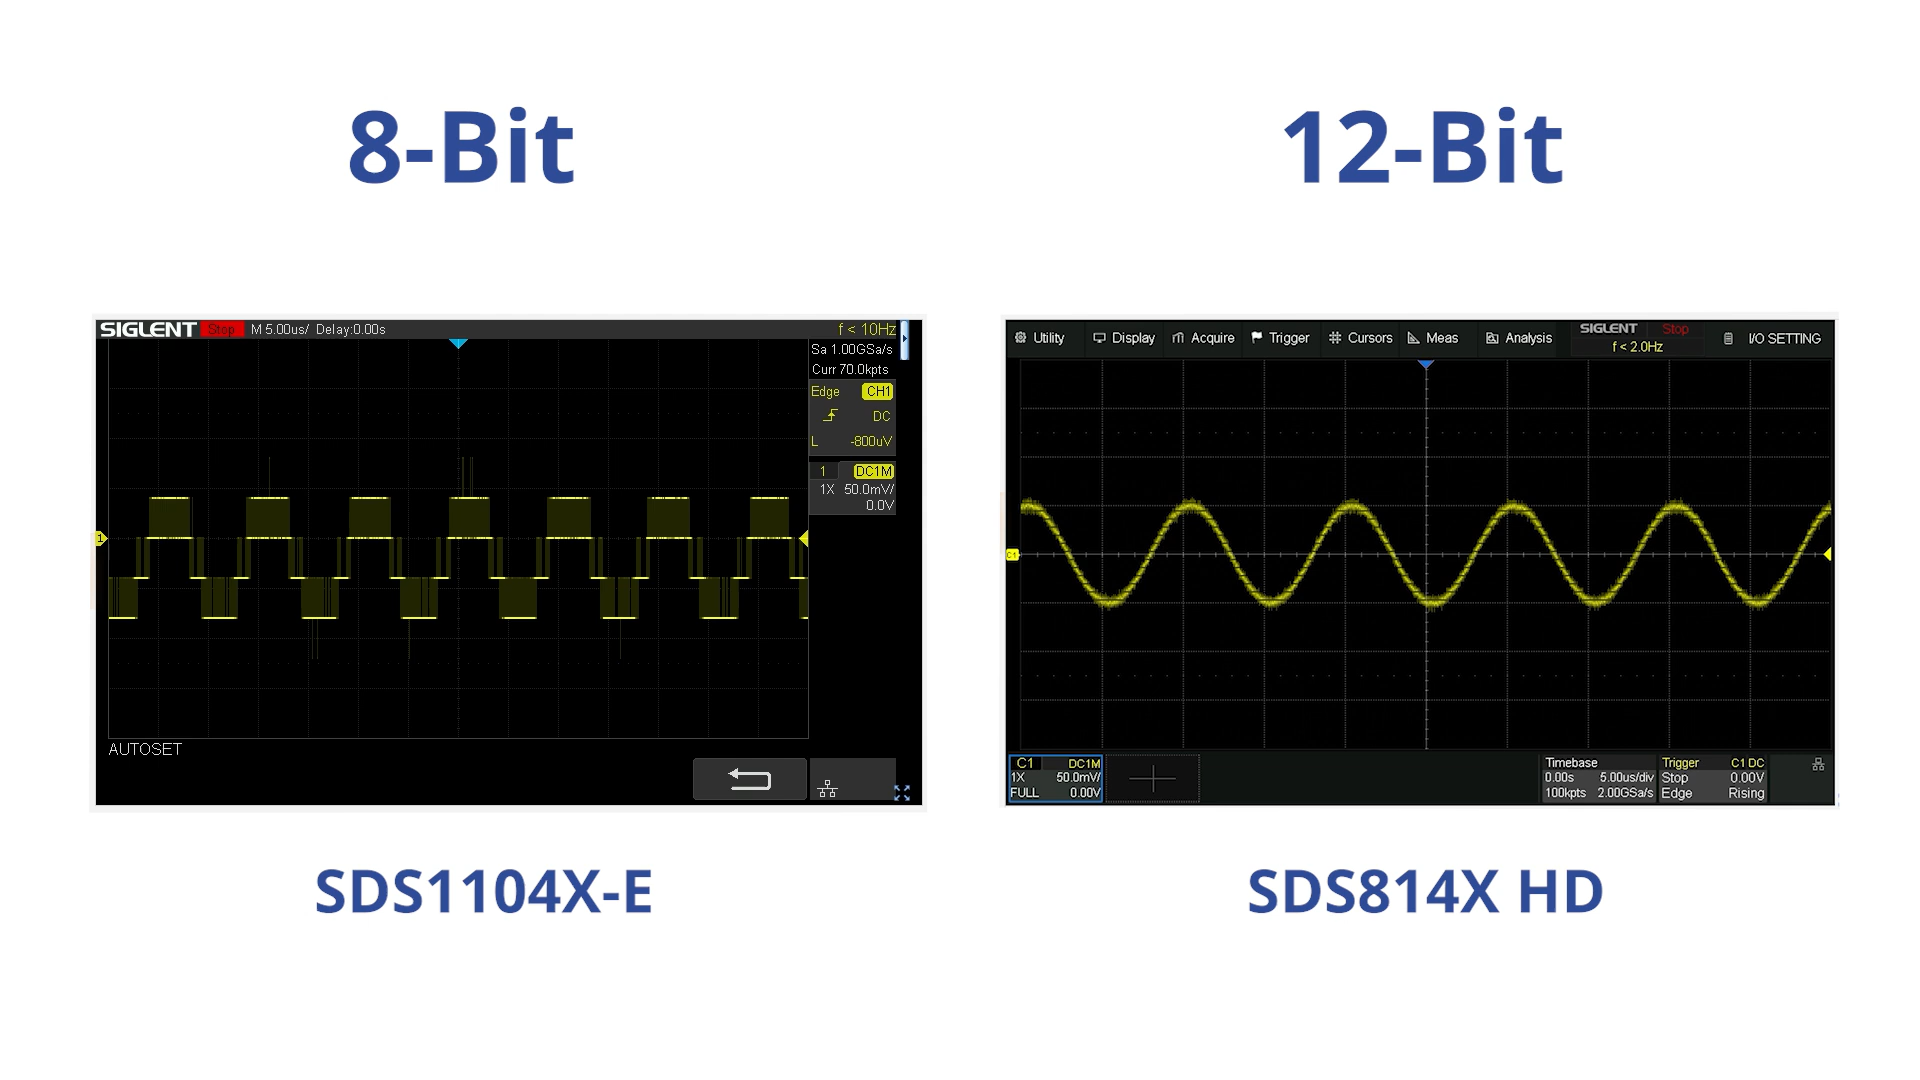 8-Bit
12-Bit
SIGLENT Stop M 5.00us/ Delay:0.00s f < 10Hz
Sa 1.00GSa/s
Curr 70.0kpts
Edge CH1
DC
L -800uV
1 DC1M
1X 50.0mV/
0.0V
1
AUTOSET
Utility Display Acquire Trigger Cursors Meas Analysis SIGLENT Stop I/O SETTING
f < 2.0Hz
C1
C1 DC1M
1X 50.0mV/
FULL 0.00V
Timebase
0.00s 5.00us/div
100kpts 2.00GSa/s
Trigger C1 DC
Stop 0.00V
Edge Rising
SDS1104X-E
SDS814X HD